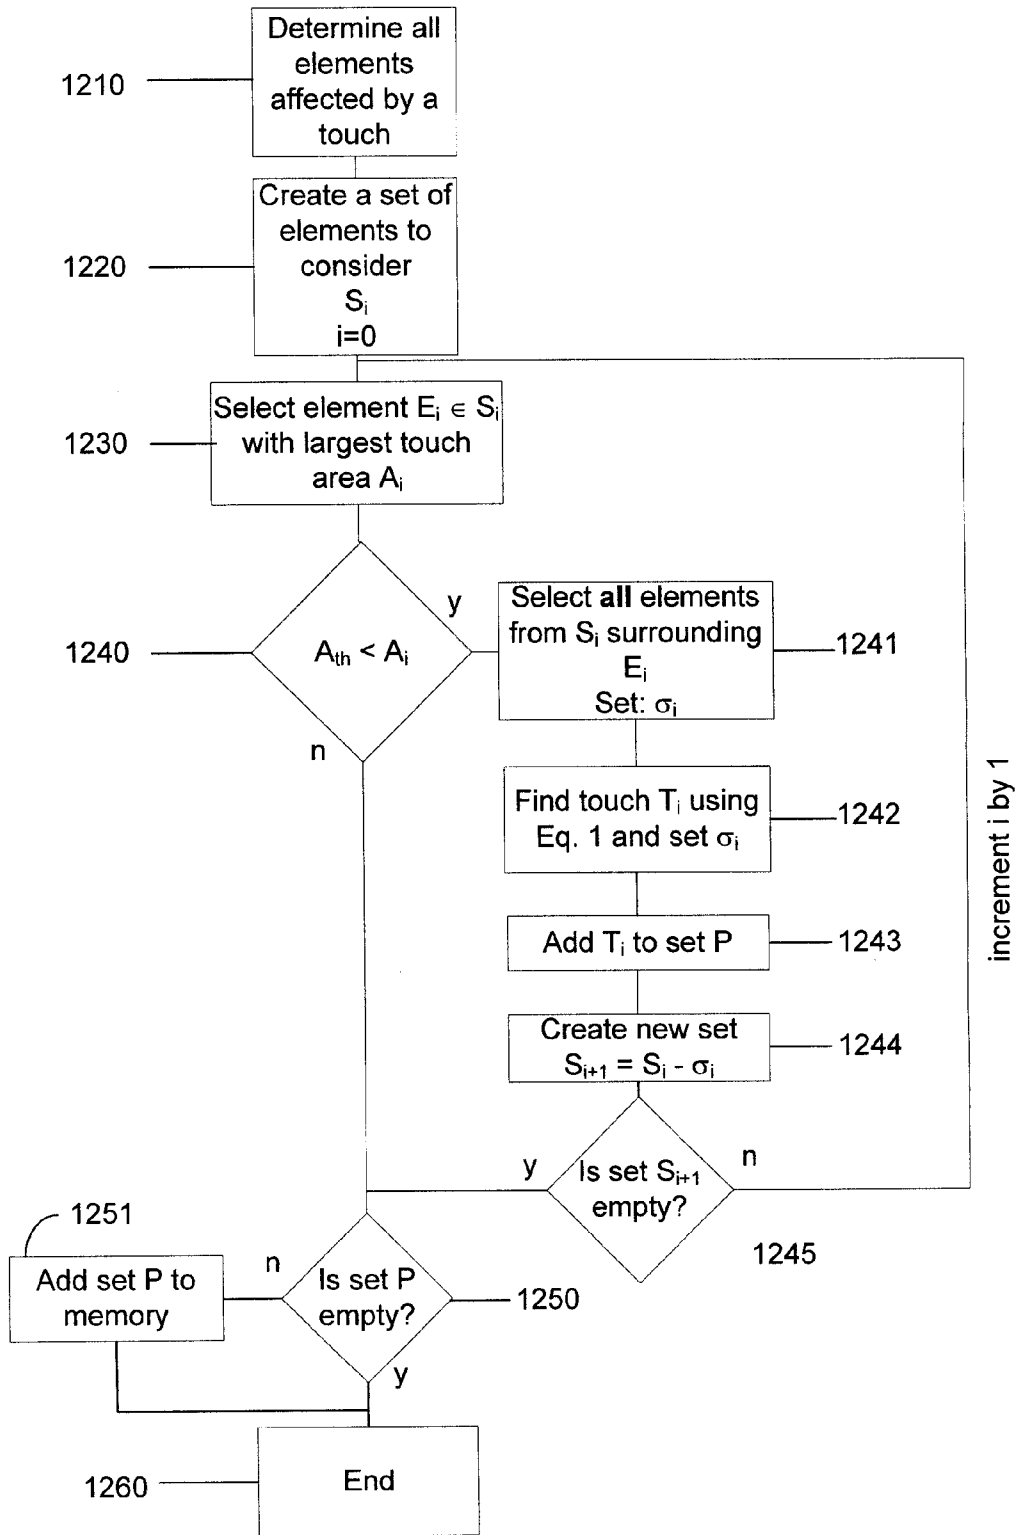 Determine all
elements
affected by a
touch
1210
Create a set of
elements to
consider
Si
i=0
1220
Select element Ei ∈ Si
with largest touch
area Ai
1230
Ath < Ai
1240
y
n
Select all elements
from Si surrounding
Ei
Set: σi
1241
Find touch Ti using
Eq. 1 and set σi
1242
Add Ti to set P
1243
Create new set
Si+1 = Si - σi
1244
Is set Si+1
empty?
y
n
1245
increment i by 1
Is set P
empty?
1250
n
y
1251
Add set P to
memory
End
1260